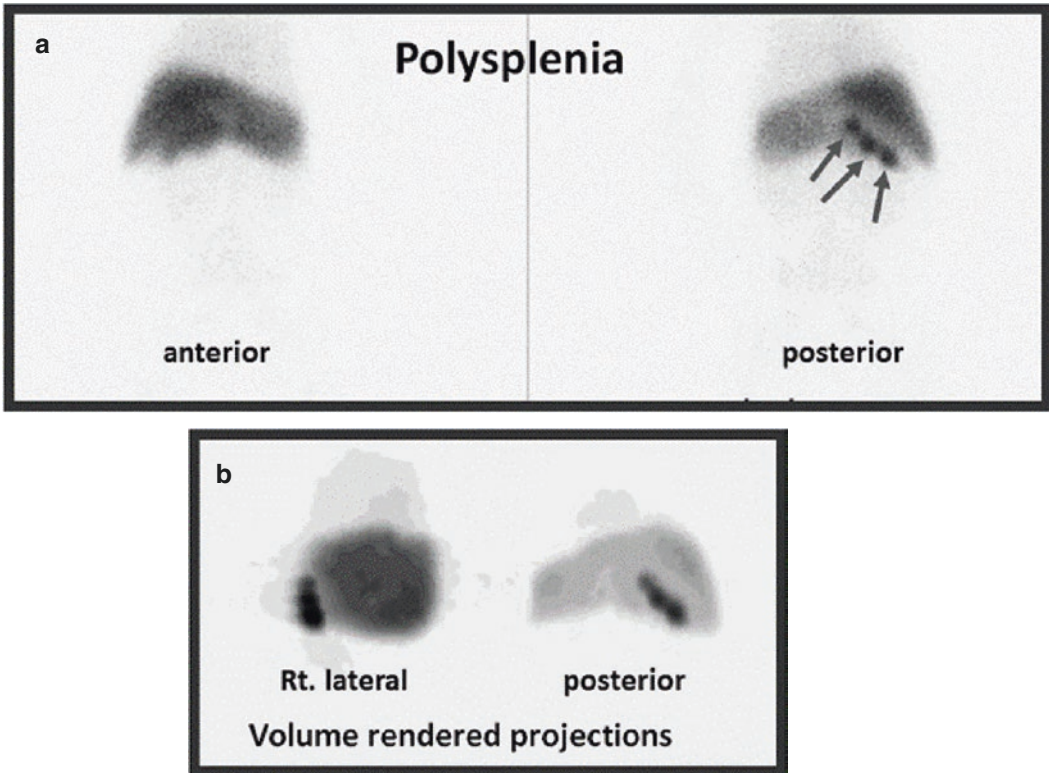 a
Polysplenia
anterior
posterior
b
Rt. lateral
posterior
Volume rendered projections